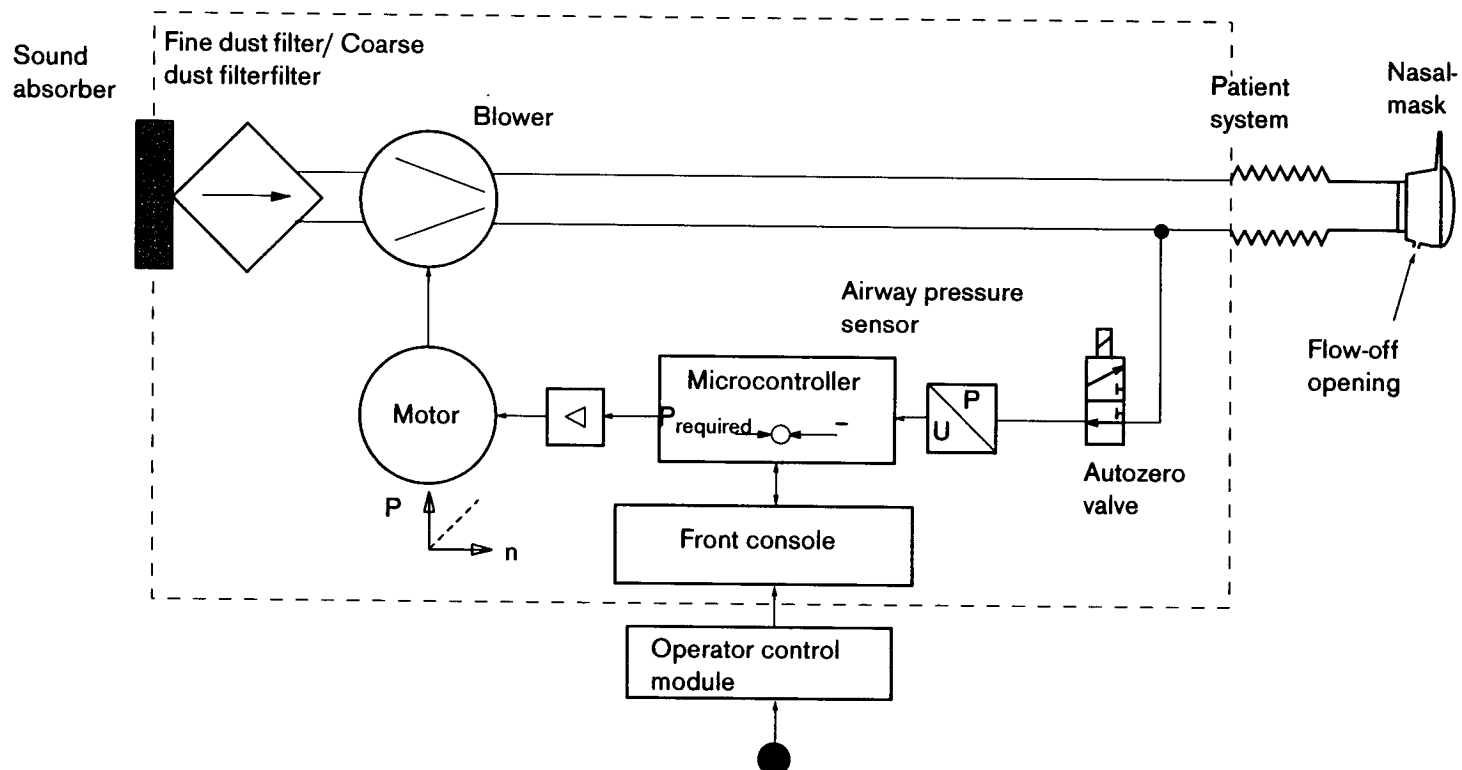 Sound
absorber
Fine dust filter/ Coarse
dust filterfilter
Blower
Patient
system
Nasal-
mask
Airway pressure
sensor
Flow-off
opening
Motor
Microcontroller
Prequired
-
P
U
Autozero
valve
P
n
Front console
Operator control
module